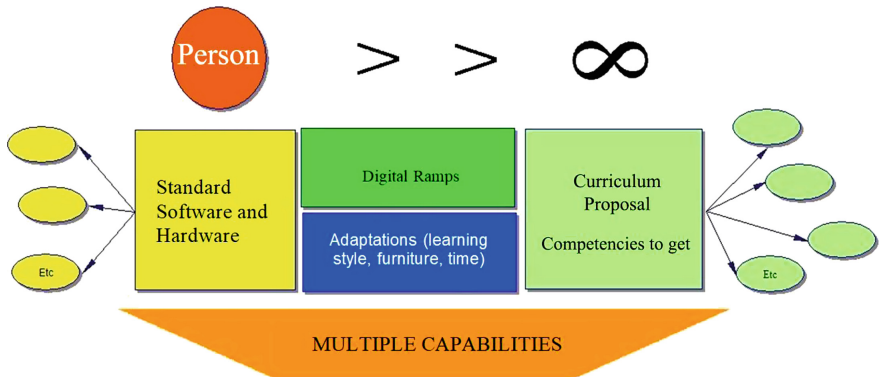 Person
> > ∞
Standard
Software and
Hardware
Digital Ramps
Adaptations (learning
style, furniture, time)
Curriculum
Proposal
Competencies to get
Etc
Etc
MULTIPLE CAPABILITIES